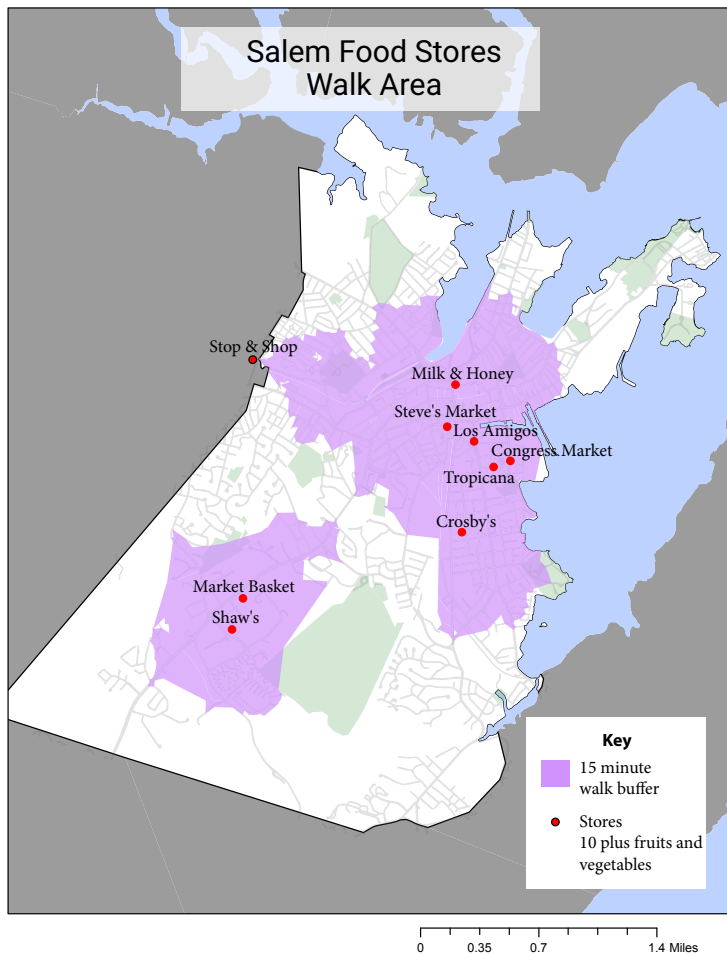 Salem Food Stores
Walk Area
Stop & Shop
Milk & Honey
Steve's Market
Los Amigos
Congress Market
Tropicana
Crosby's
Market Basket
Shaw's
Key
15 minute
walk buffer
Stores
10 plus fruits and
vegetables
0 0.35 0.7 1.4 Miles